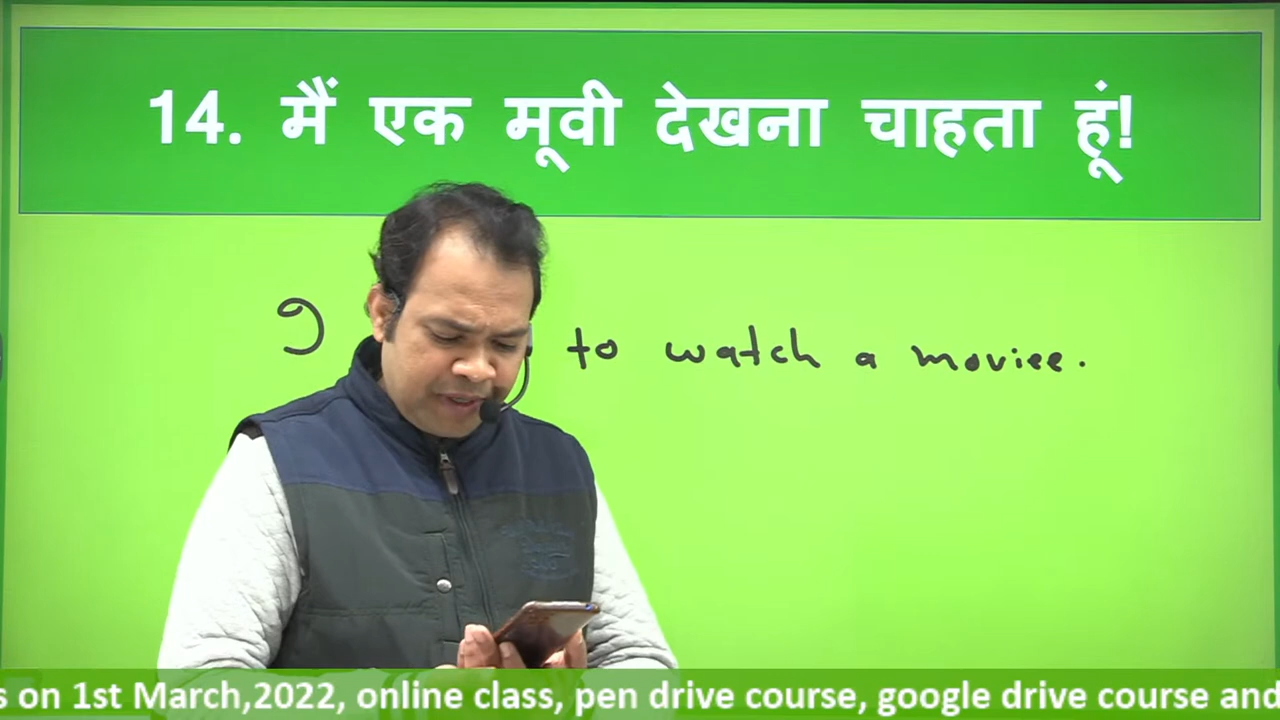 14. मैं एक मूवी देखना चाहता हूं!
I to watch a moviee.
s on 1st March,2022, online class, pen drive course, google drive course and